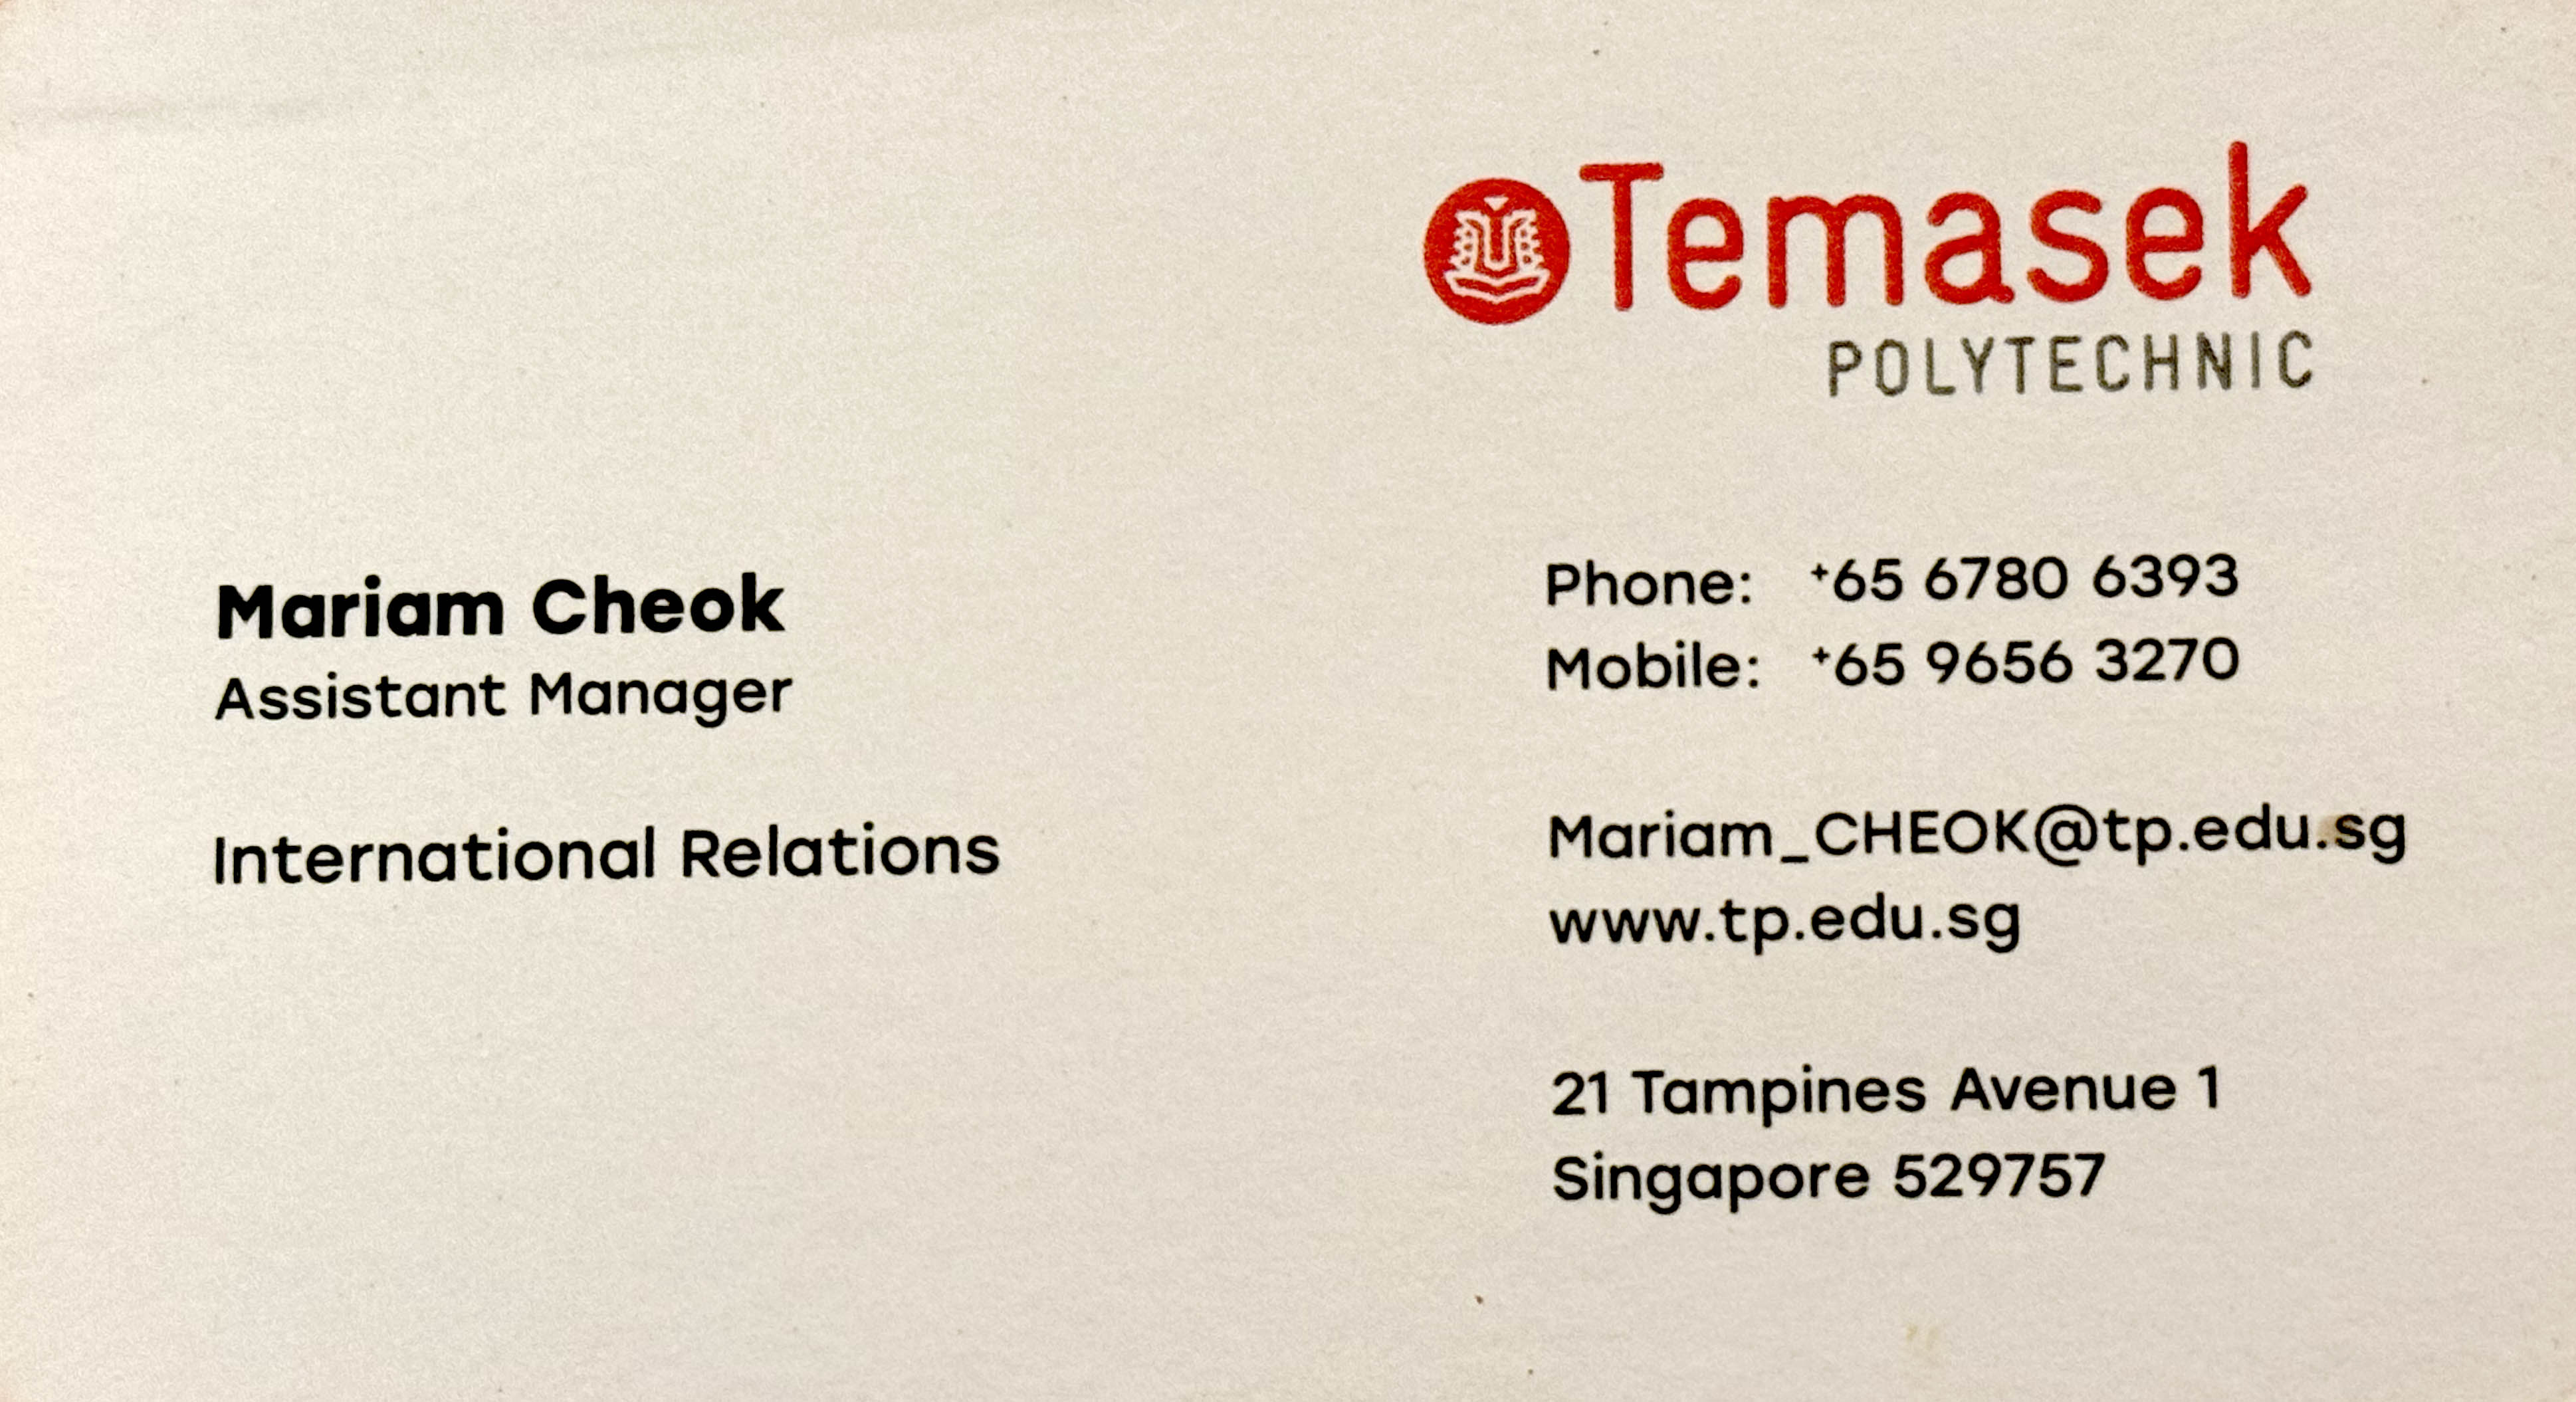 Temasek
POLYTECHNIC
Mariam Cheok
Assistant Manager
International Relations
Phone: +65 6780 6393
Mobile: +65 9656 3270
Mariam_CHEOK@tp.edu.sg
www.tp.edu.sg
21 Tampines Avenue 1
Singapore 529757